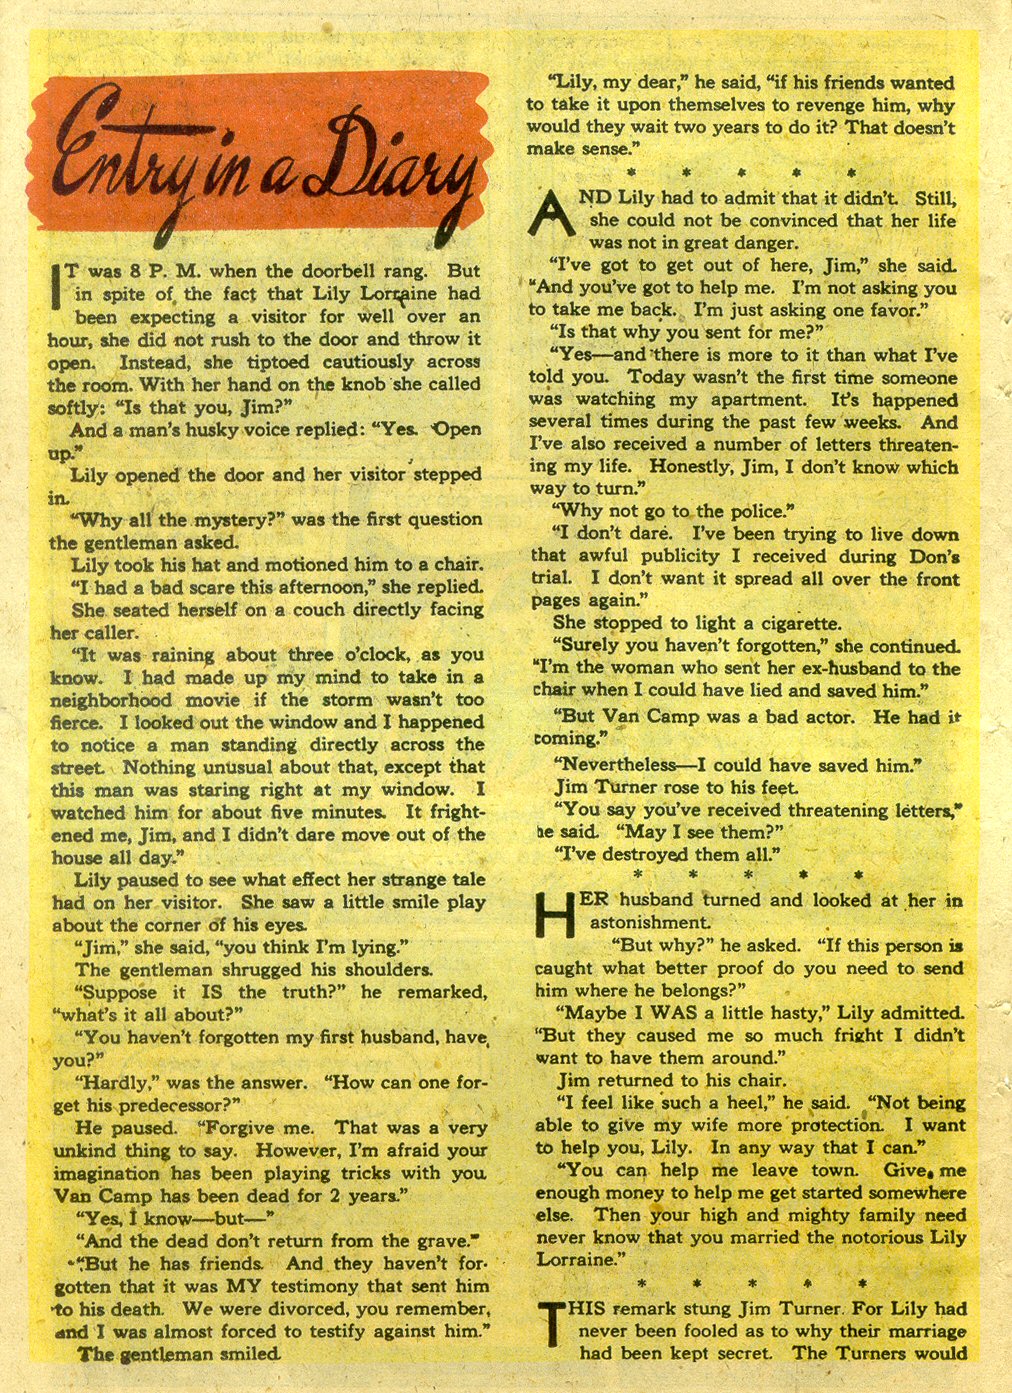 Entry in a Diary
IT was 8 P. M. when the doorbell rang. But
in spite of the fact that Lily Lorraine had
been expecting a visitor for well over an
hour, she did not rush to the door and throw it
open. Instead, she tiptoed cautiously across
the room. With her hand on the knob she called
softly: “Is that you, Jim?”
And a man’s husky voice replied: “Yes. Open
up.”
Lily opened the door and her visitor stepped
in.
“Why all the mystery?” was the first question
the gentleman asked.
Lily took his hat and motioned him to a chair.
“I had a bad scare this afternoon,” she replied.
She seated herself on a couch directly facing
her caller.
“It was raining about three o’clock, as you
know. I had made up my mind to take in a
neighborhood movie if the storm wasn’t too
fierce. I looked out the window and I happened
to notice a man standing directly across the
street. Nothing unusual about that, except that
this man was staring right at my window. I
watched him for about five minutes. It fright-
ened me, Jim, and I didn’t dare move out of the
house all day.”
Lily paused to see what effect her strange tale
had on her visitor. She saw a little smile play
about the corner of his eyes.
“Jim,” she said, “you think I’m lying.”
The gentleman shrugged his shoulders.
“Suppose it IS the truth?” he remarked,
“what’s it all about?”
“You haven’t forgotten my first husband, have
you?”
“Hardly,” was the answer. “How can one for-
get his predecessor?”
He paused. “Forgive me. That was a very
unkind thing to say. However, I’m afraid your
imagination has been playing tricks with you.
Van Camp has been dead for 2 years.”
“Yes, I know—but—”
“And the dead don’t return from the grave.”
“But he has friends. And they haven’t for-
gotten that it was MY testimony that sent him
to his death. We were divorced, you remember,
and I was almost forced to testify against him.”
The gentleman smiled.
“Lily, my dear,” he said, “if his friends wanted
to take it upon themselves to revenge him, why
would they wait two years to do it? That doesn’t
make sense.”
* * * * *
AND Lily had to admit that it didn’t. Still,
she could not be convinced that her life
was not in great danger.
“I’ve got to get out of here, Jim,” she said.
“And you’ve got to help me. I’m not asking you
to take me back. I’m just asking one favor.”
“Is that why you sent for me?”
“Yes—and there is more to it than what I’ve
told you. Today wasn’t the first time someone
was watching my apartment. It’s happened
several times during the past few weeks. And
I’ve also received a number of letters threaten-
ing my life. Honestly, Jim, I don’t know which
way to turn.”
“Why not go to the police.”
“I don’t dare. I’ve been trying to live down
that awful publicity I received during Don’s
trial. I don’t want it spread all over the front
pages again.”
She stopped to light a cigarette.
“Surely you haven’t forgotten,” she continued.
“I’m the woman who sent her ex-husband to the
chair when I could have lied and saved him.”
“But Van Camp was a bad actor. He had it
coming.”
“Nevertheless—I could have saved him.”
Jim Turner rose to his feet.
“You say you’ve received threatening letters,”
he said. “May I see them?”
“I’ve destroyed them all.”
* * * * *
HER husband turned and looked at her in
astonishment.
“But why?” he asked. “If this person is
caught what better proof do you need to send
him where he belongs?”
“Maybe I WAS a little hasty,” Lily admitted.
“But they caused me so much fright I didn’t
want to have them around.”
Jim returned to his chair.
“I feel like such a heel,” he said. “Not being
able to give my wife more protection. I want
to help you, Lily. In any way that I can.”
“You can help me leave town. Give me
enough money to help me get started somewhere
else. Then your high and mighty family need
never know that you married the notorious Lily
Lorraine.”
* * * * *
THIS remark stung Jim Turner. For Lily had
never been fooled as to why their marriage
had been kept secret. The Turners would